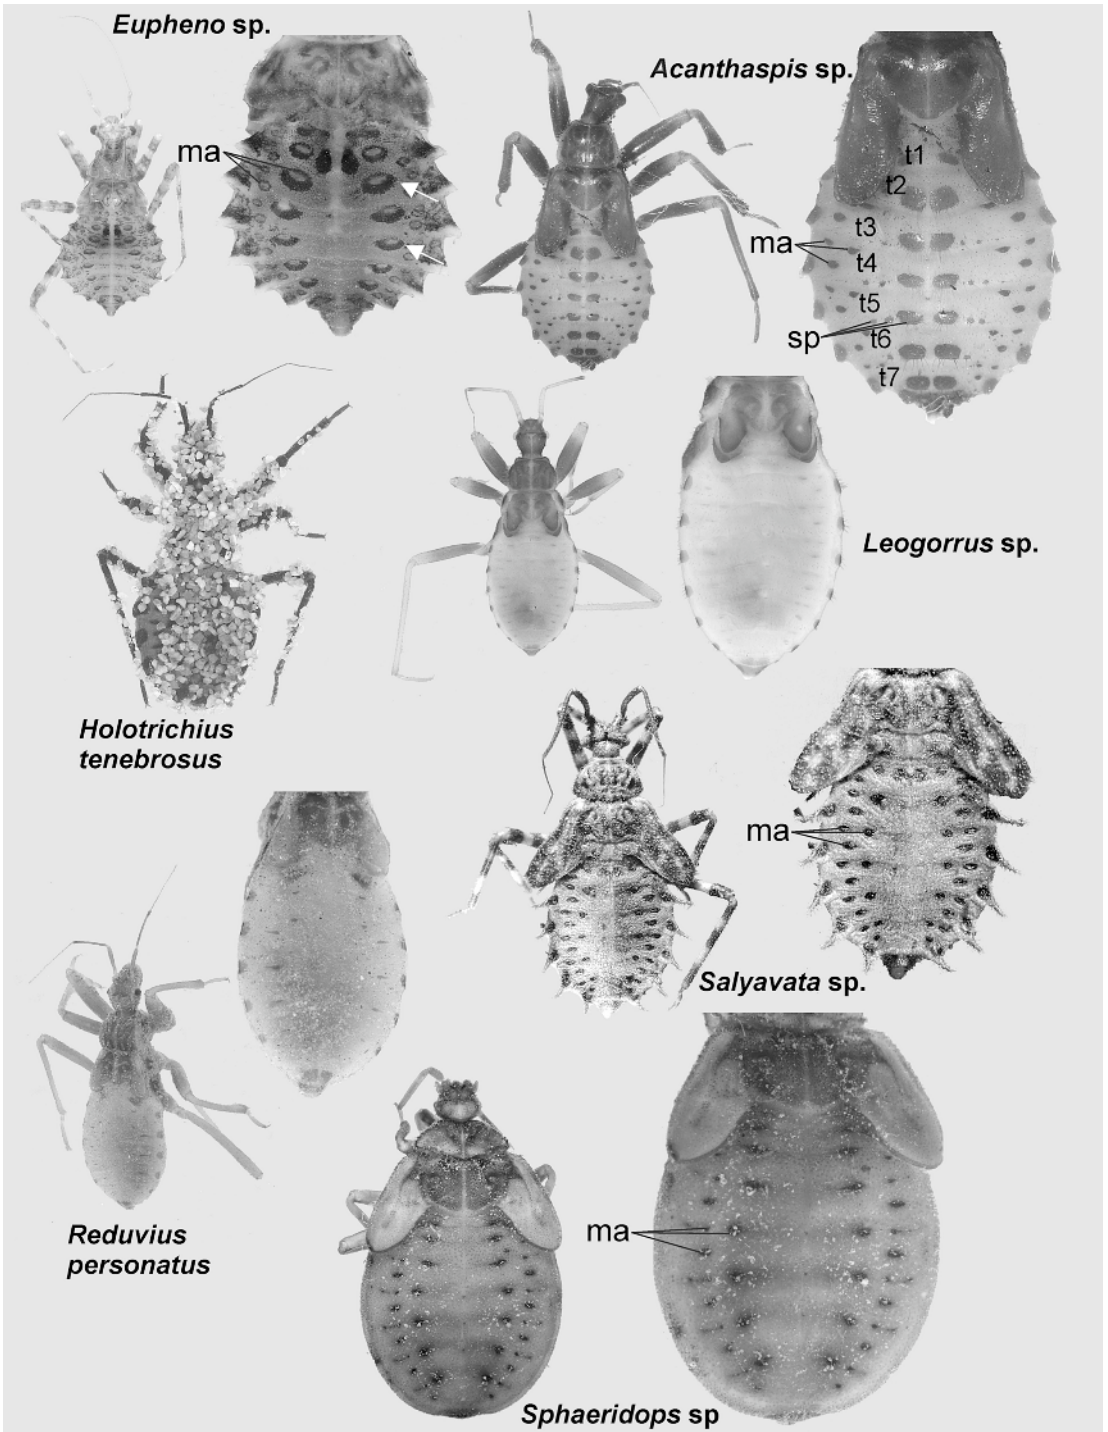 Eupheno sp.
Acanthaspis sp.
ma
t1
t2
t3
ma
t4
t5
sp
t6
t7
Leogorrus sp.
Holotrichius
tenebrosus
ma
Salyavata sp.
ma
Reduvius
personatus
Sphaeridops sp